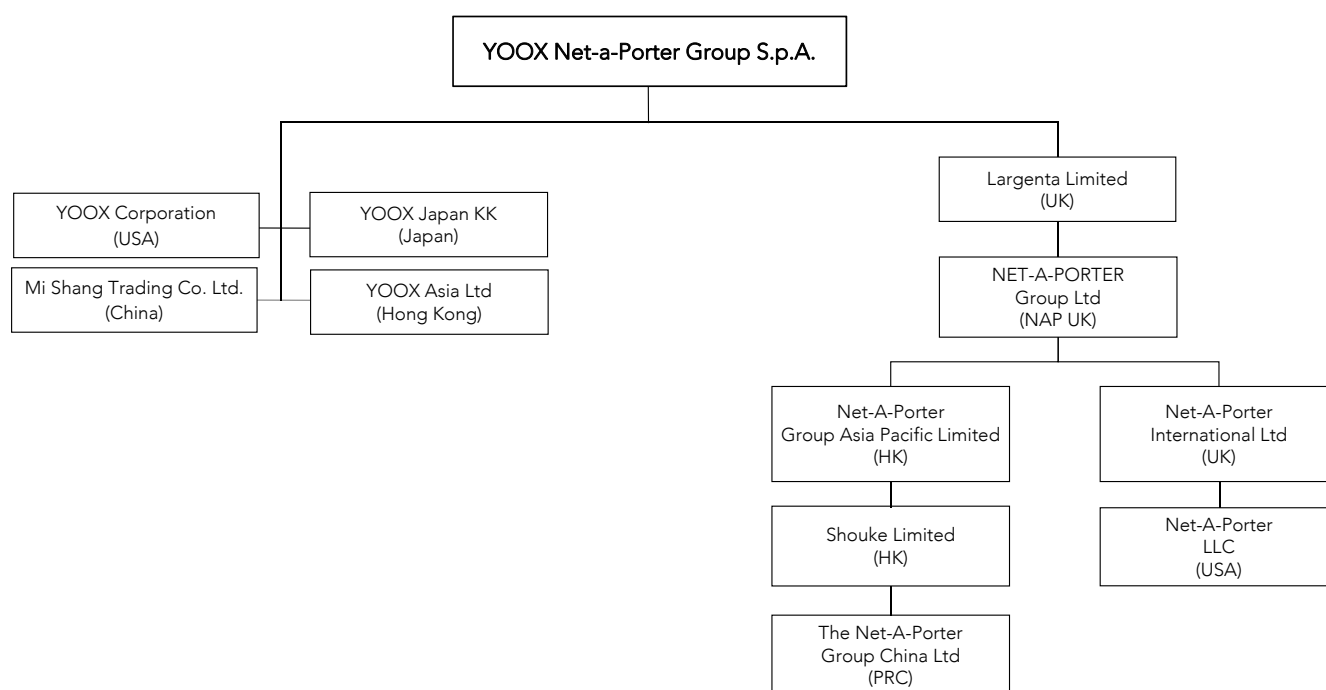 YOOX Net-a-Porter Group S.p.A.
YOOX Corporation
(USA)
YOOX Japan KK
(Japan)
Mi Shang Trading Co. Ltd.
(China)
YOOX Asia Ltd
(Hong Kong)
Largenta Limited
(UK)
NET-A-PORTER
Group Ltd
(NAP UK)
Net-A-Porter
Group Asia Pacific Limited
(HK)
Net-A-Porter
International Ltd
(UK)
Shouke Limited
(HK)
Net-A-Porter
LLC
(USA)
The Net-A-Porter
Group China Ltd
(PRC)